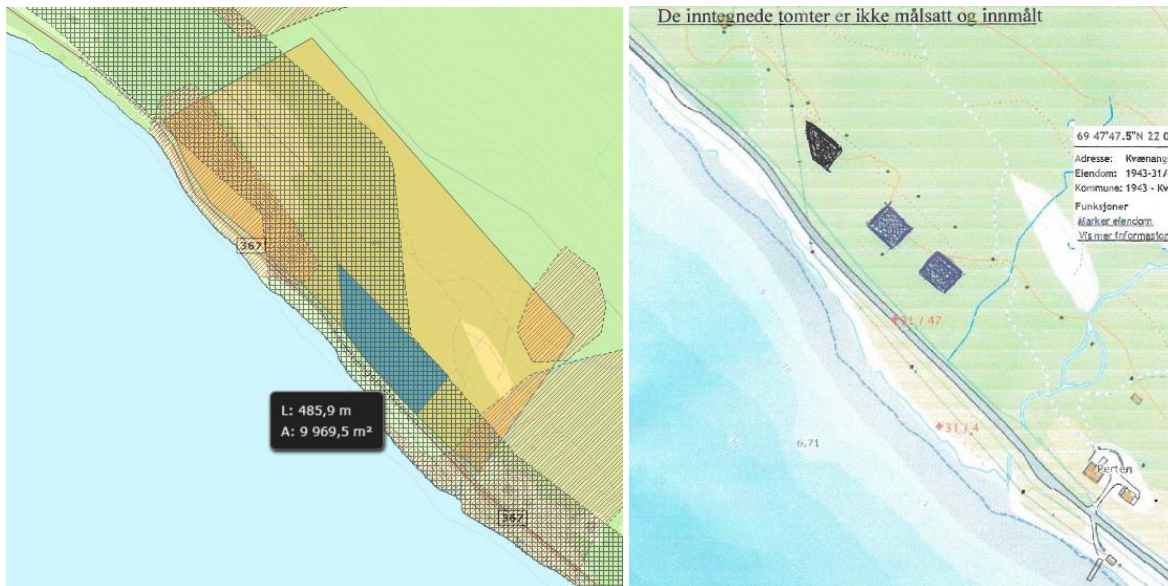 367
L: 485,9 m
A: 9 969,5 m²
367
De inntegnede tomter er ikke målsatt og innmålt
69 47'47.5"N 22 0
Adresse: Kvænang
Eiendom: 1943-31/
Kommune: 1943 - Kv
Funksjoner
Marker eiendom
Vis mer informasjon
31 / 47
31 / 4
6,71
Perten